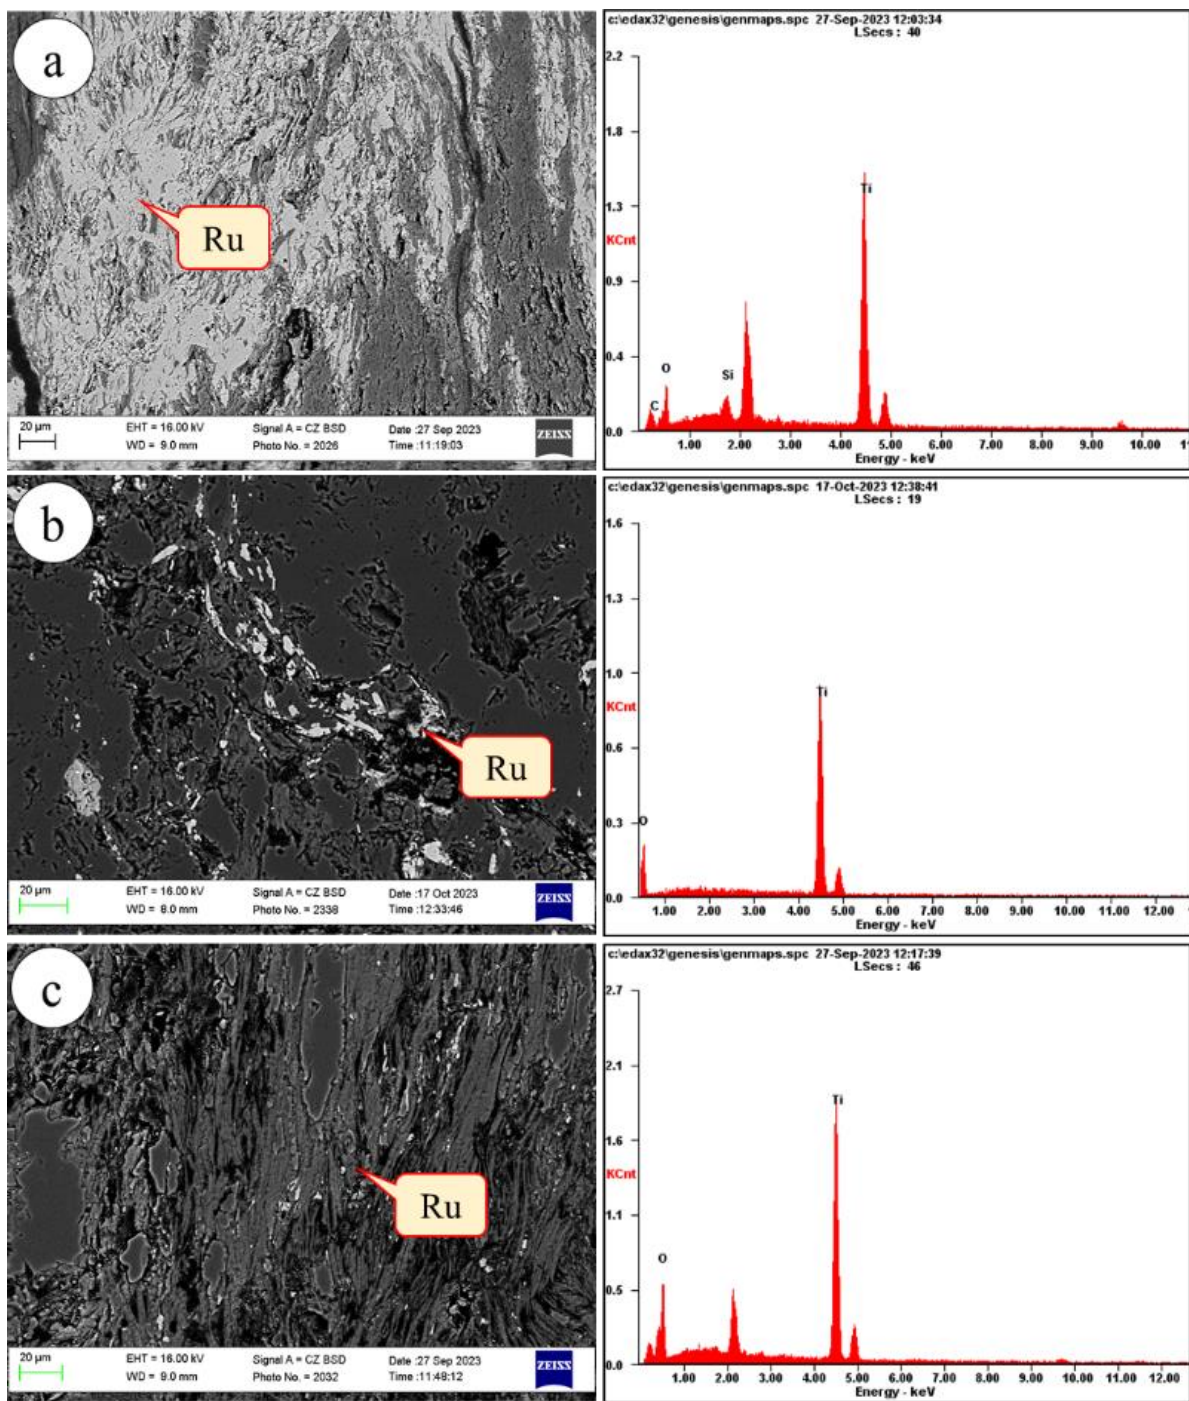 a
Ru
20 µm
EHT = 16.00 kV
WD = 9.0 mm
Signal A = CZ BSD
Photo No. = 2026
Date :27 Sep 2023
Time :11:19:03
ZEISS
c:\edax32\genesis\genmaps.spc 27-Sep-2023 12:03:34
LSecs : 40
2.2
1.8
1.3
KCnt
0.9
0.4
0.0
C
O
Si
Ti
1.00 2.00 3.00 4.00 5.00 6.00 7.00 8.00 9.00 10.00 11
Energy - keV
b
Ru
20 µm
EHT = 16.00 kV
WD = 8.0 mm
Signal A = CZ BSD
Photo No. = 2338
Date :17 Oct 2023
Time :12:33:46
ZEISS
c:\edax32\genesis\genmaps.spc 17-Oct-2023 12:38:41
LSecs : 19
1.6
1.3
1.0
KCnt
0.6
0.3
0.0
O
Ti
1.00 2.00 3.00 4.00 5.00 6.00 7.00 8.00 9.00 10.00 11.00 12.00
Energy - keV
c
Ru
20 µm
EHT = 16.00 kV
WD = 9.0 mm
Signal A = CZ BSD
Photo No. = 2032
Date :27 Sep 2023
Time :11:48:12
ZEISS
c:\edax32\genesis\genmaps.spc 27-Sep-2023 12:17:39
LSecs : 46
2.7
2.1
1.6
KCnt
1.1
0.5
0.0
O
Ti
1.00 2.00 3.00 4.00 5.00 6.00 7.00 8.00 9.00 10.00 11.00 12.00
Energy - keV